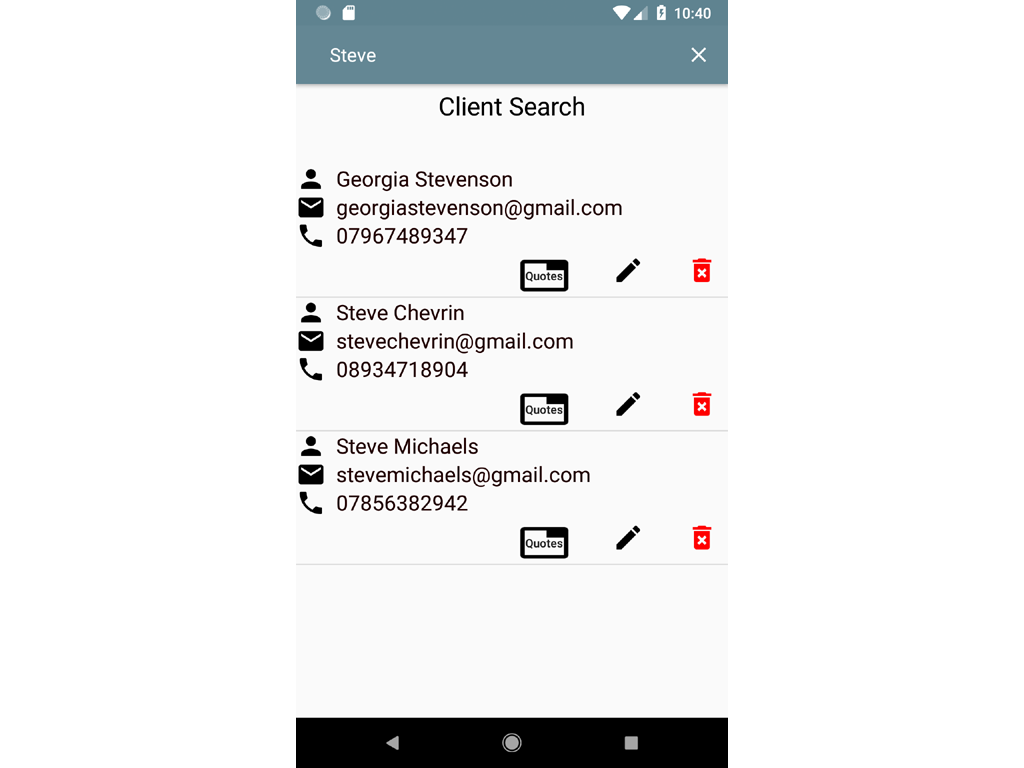 10:40
Steve
Client Search
Georgia Stevenson
georgiastevenson@gmail.com
07967489347
Quotes
Steve Chevrin
stevechevrin@gmail.com
08934718904
Quotes
Steve Michaels
stevemichaels@gmail.com
07856382942
Quotes